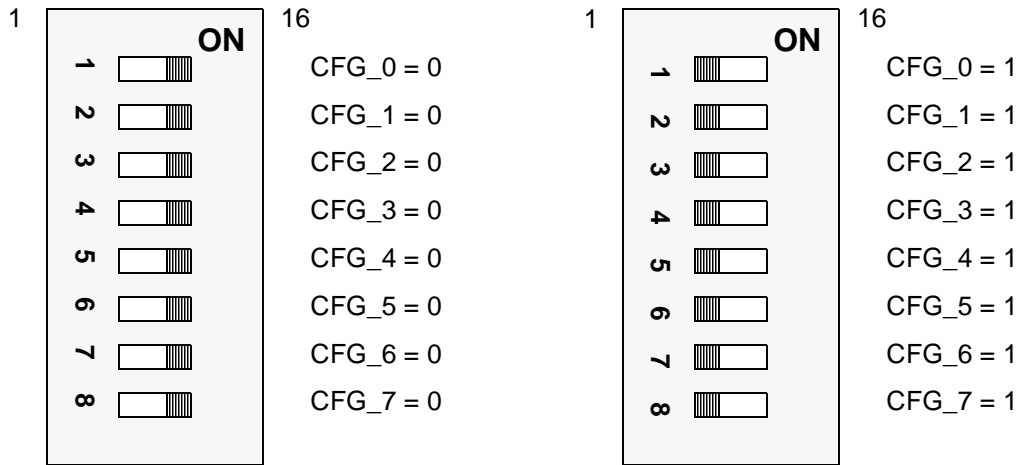 1 16
ON
1 CFG_0 = 0
2 CFG_1 = 0
3 CFG_2 = 0
4 CFG_3 = 0
5 CFG_4 = 0
6 CFG_5 = 0
7 CFG_6 = 0
8 CFG_7 = 0
1 16
ON
1 CFG_0 = 1
2 CFG_1 = 1
3 CFG_2 = 1
4 CFG_3 = 1
5 CFG_4 = 1
6 CFG_5 = 1
7 CFG_6 = 1
8 CFG_7 = 1